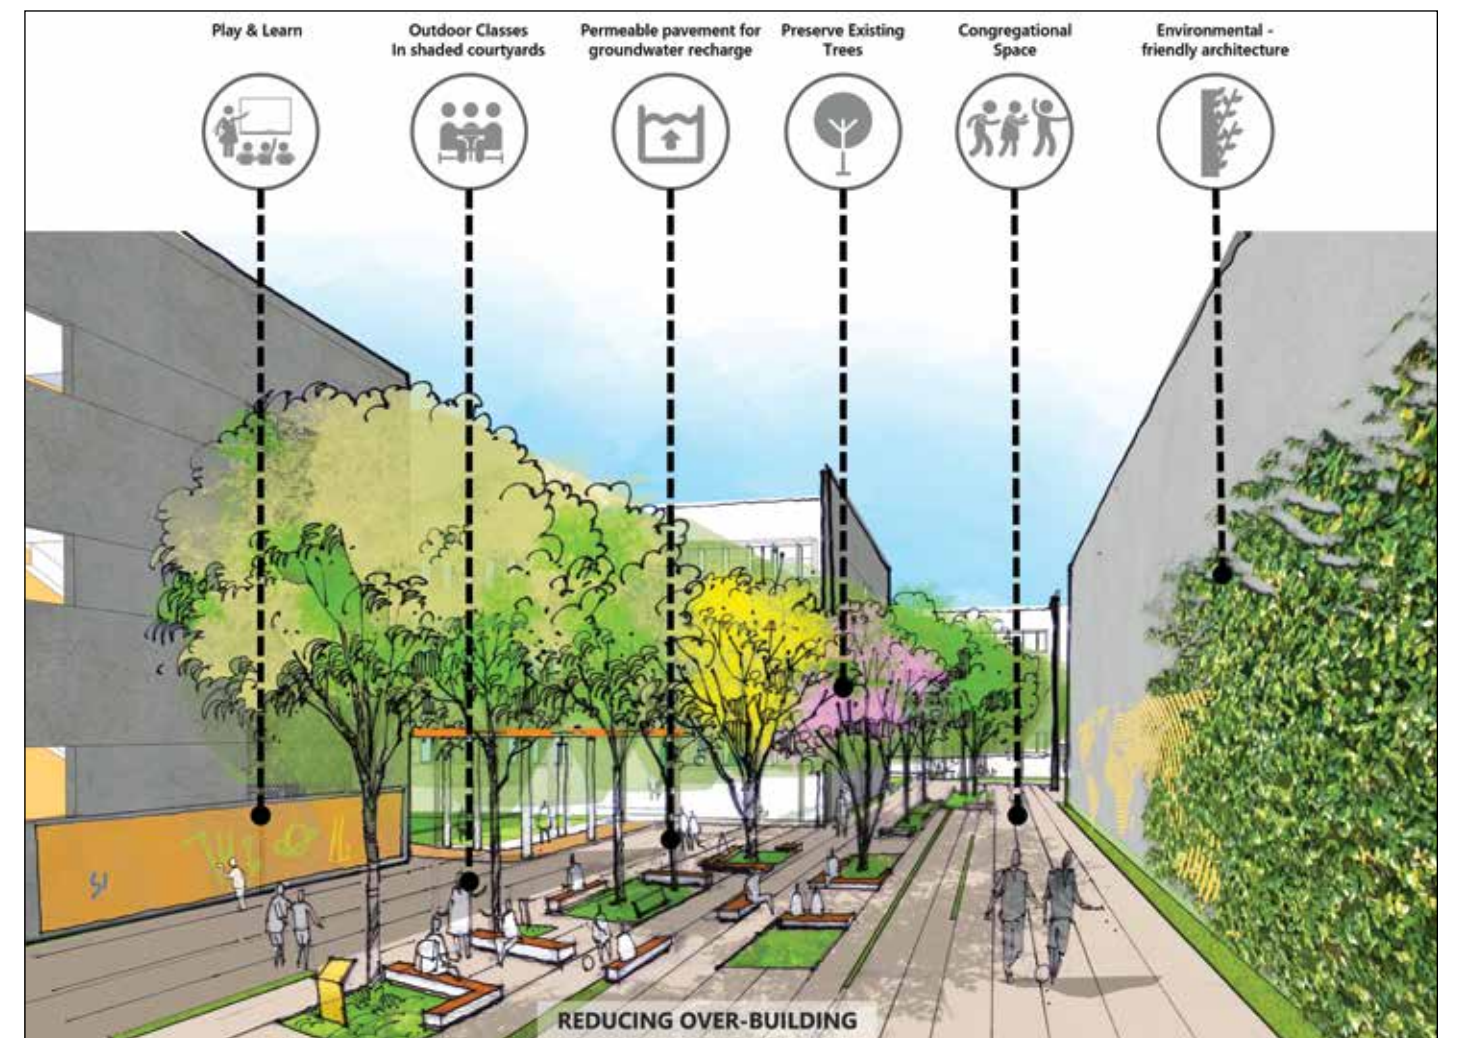 Play & Learn
Outdoor Classes
In shaded courtyards
Permeable pavement for
groundwater recharge
Preserve Existing
Trees
Congregational
Space
Environmental -
friendly architecture
REDUCING OVER-BUILDING